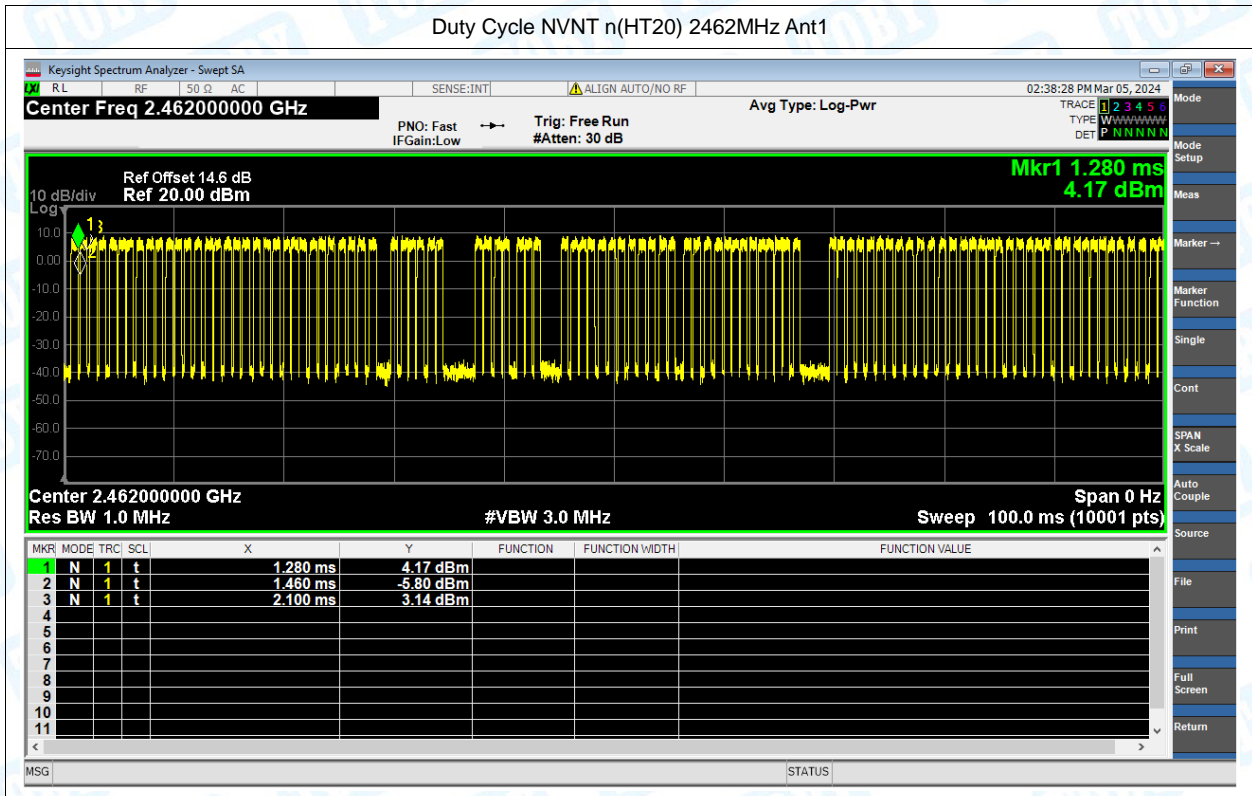 Duty Cycle NVNT n(HT20) 2462MHz Ant1
Keysight Spectrum Analyzer - Swept SA
LXI RL RF 50 Ω AC SENSE:INT ALIGN AUTO/NO RF 02:38:28 PM Mar 05, 2024
Center Freq 2.462000000 GHz
PNO: Fast
IFGain:Low
Trig: Free Run
#Atten: 30 dB
Avg Type: Log-Pwr
TRACE 1 2 3 4 5 6
TYPE WWWWWWW
DET P N N N N N
Mkr1 1.280 ms
4.17 dBm
Ref Offset 14.6 dB
10 dB/div Ref 20.00 dBm
Log
10.0
0.00
-10.0
-20.0
-30.0
-40.0
-50.0
-60.0
-70.0
1
2
3
Center 2.462000000 GHz Span 0 Hz
Res BW 1.0 MHz #VBW 3.0 MHz Sweep 100.0 ms (10001 pts)
MKR MODE TRC SCL X Y FUNCTION FUNCTION WIDTH FUNCTION VALUE
1 N 1 t 1.280 ms 4.17 dBm
2 N 1 t 1.460 ms -5.80 dBm
3 N 1 t 2.100 ms 3.14 dBm
4
5
6
7
8
9
10
11
MSG STATUS
Mode
Mode
Setup
Meas
Marker→
Marker
Function
Single
Cont
SPAN
X Scale
Auto
Couple
Source
File
Print
Full
Screen
Return
TOBY